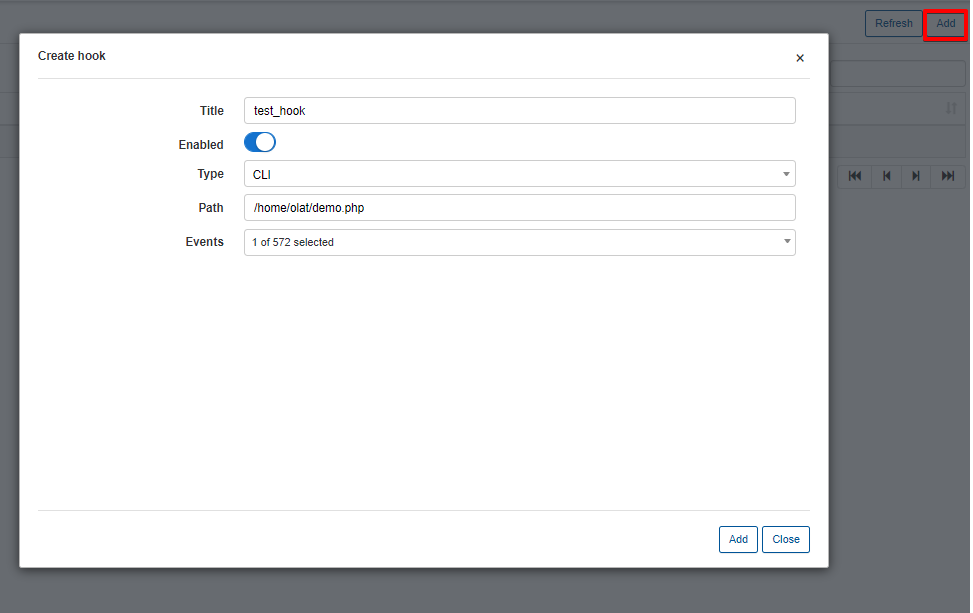 Refresh
Add
Create hook
×
Title
test_hook
Enabled
Type
CLI
Path
/home/olat/demo.php
Events
1 of 572 selected
Add
Close